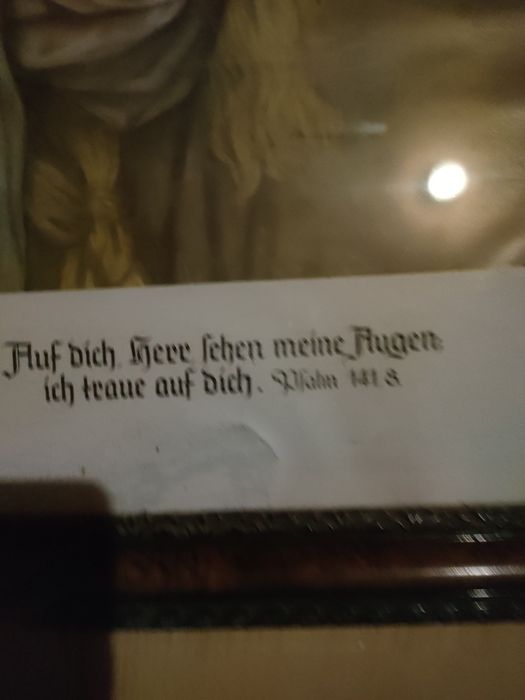 Auf dich, Herr sehen meine Augen;
ich traue auf dich. Psalm 141,8.